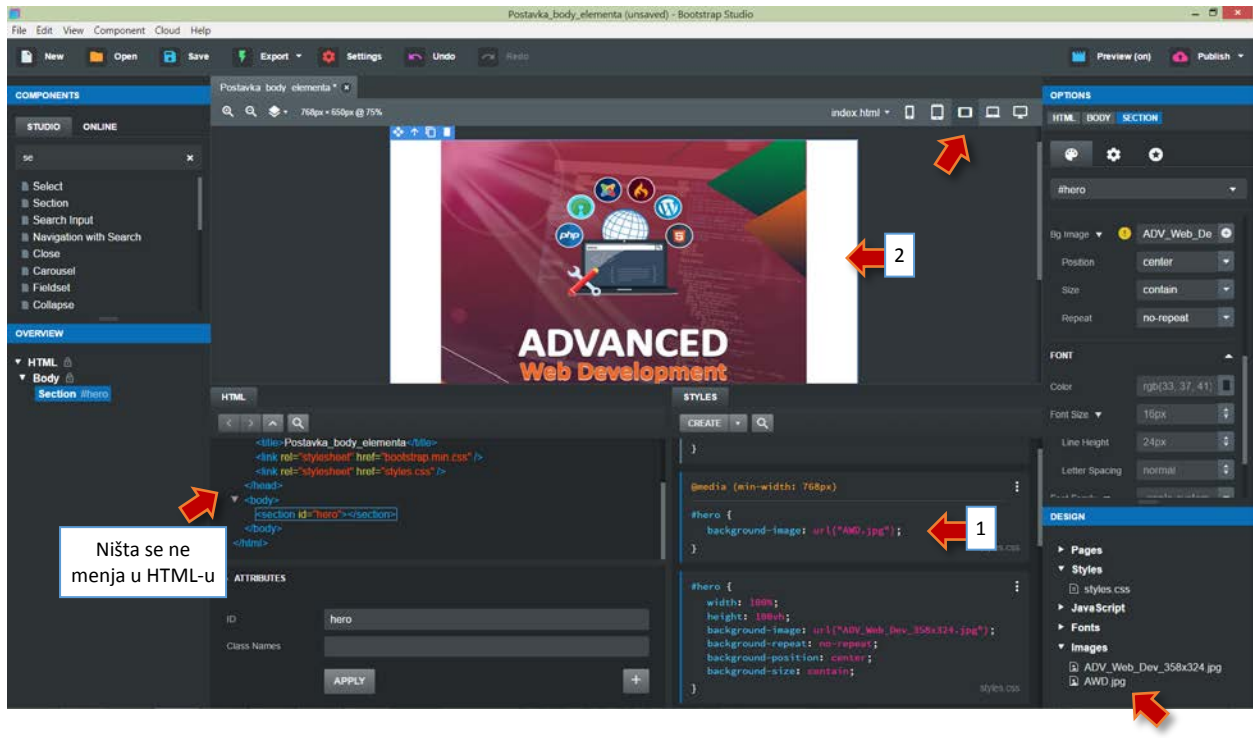 Postavka_body_elementa (unsaved) - Bootstrap Studio
File Edit View Component Cloud Help
New Open Save Export Settings Undo Redo Preview (on) Publish
COMPONENTS
STUDIO ONLINE
se
Select
Section
Search Input
Navigation with Search
Close
Carousel
Fieldset
Collapse
OVERVIEW
HTML
Body
Section #hero
Postavka body elementa *
768px × 650px @ 75%
index.html
php
ADVANCED
Web Development
2
HTML
<title>Postavka_body_elementa</title>
<link rel="stylesheet" href="bootstrap.min.css" />
<link rel="stylesheet" href="styles.css" />
</head>
<body>
<section id="hero"></section>
</body>
</html>
Ništa se ne
menja u HTML-u
ATTRIBUTES
ID hero
Class Names
APPLY
STYLES
CREATE
}
@media (min-width: 768px)
#hero {
background-image: url("AWD.jpg");
}
1
#hero {
width: 100%;
height: 100vh;
background-image: url("ADV_Web_Dev_358x324.jpg");
background-repeat: no-repeat;
background-position: center;
background-size: contain;
}
styles.css
OPTIONS
HTML BODY SECTION
#hero
Bg Image ADV_Web_De
Position center
Size contain
Repeat no-repeat
FONT
Color rgb(33, 37, 41)
Font Size 16px
Line Height 24px
Letter Spacing normal
DESIGN
Pages
Styles
styles.css
JavaScript
Fonts
Images
ADV_Web_Dev_358x324.jpg
AWD.jpg